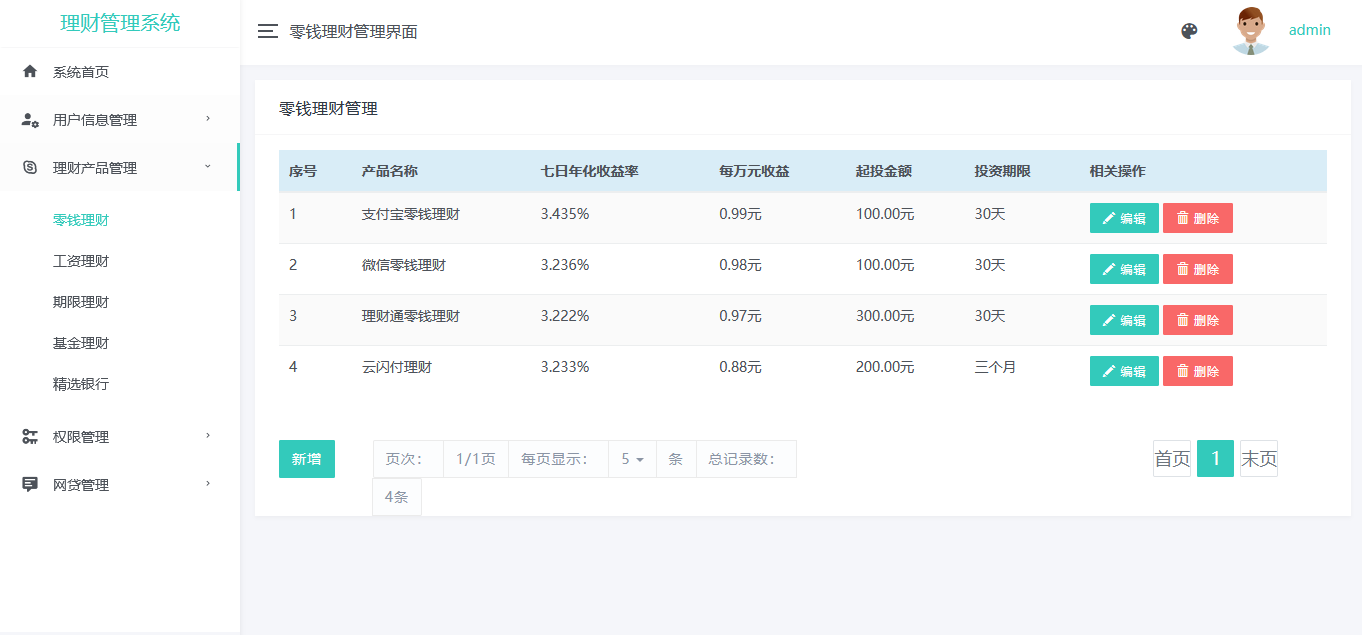 理财管理系统
零钱理财管理界面
admin
系统首页
用户信息管理
理财产品管理
零钱理财
工资理财
期限理财
基金理财
精选银行
权限管理
网贷管理
零钱理财管理
序号 产品名称 七日年化收益率 每万元收益 起投金额 投资期限 相关操作
1 支付宝零钱理财 3.435% 0.99元 100.00元 30天 编辑 删除
2 微信零钱理财 3.236% 0.98元 100.00元 30天 编辑 删除
3 理财通零钱理财 3.222% 0.97元 300.00元 30天 编辑 删除
4 云闪付理财 3.233% 0.88元 200.00元 三个月 编辑 删除
新增 页次： 1/1页 每页显示： 5 条 总记录数： 首页 1 末页
4条